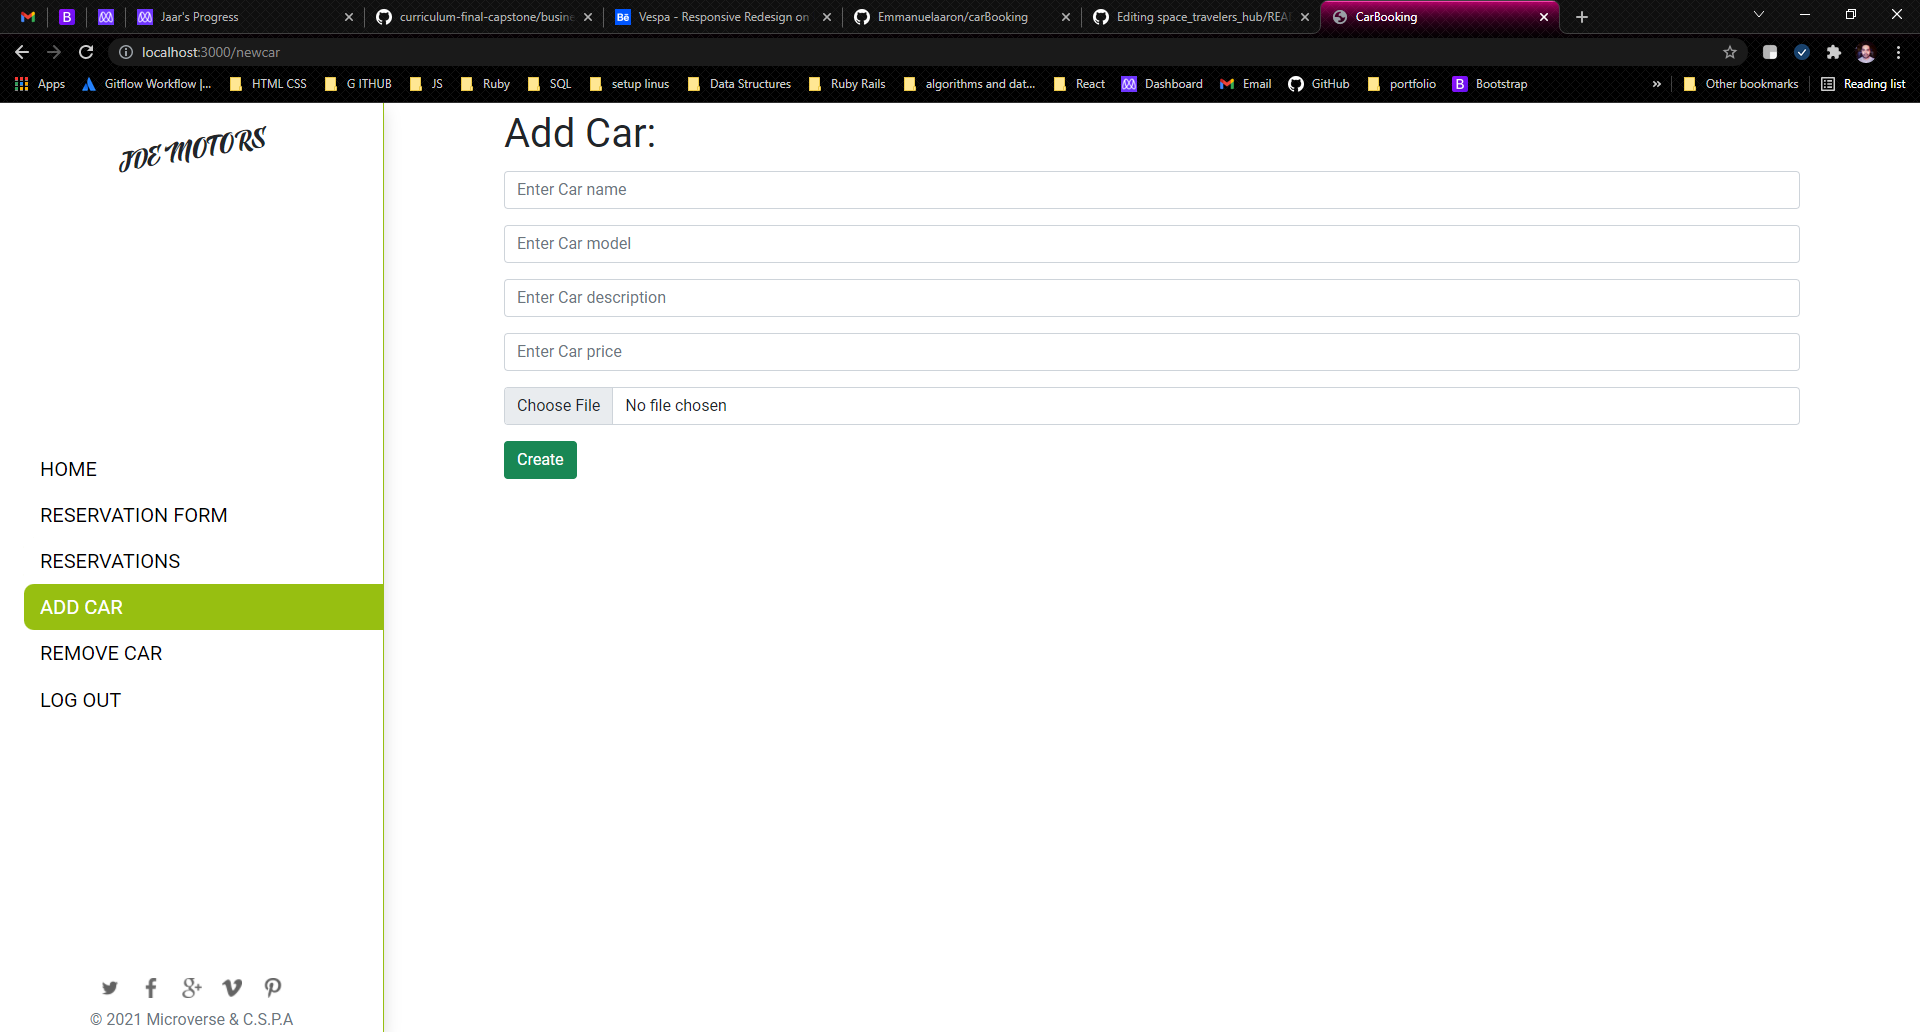 Jaar's Progress
curriculum-final-capstone/busine
Vespa - Responsive Redesign on
Emmanuelaaron/carBooking
Editing space_travelers_hub/REA
CarBooking
localhost:3000/newcar
Apps
Gitflow Workflow |...
HTML CSS
G ITHUB
JS
Ruby
SQL
setup linus
Data Structures
Ruby Rails
algorithms and dat...
React
Dashboard
Email
GitHub
portfolio
Bootstrap
»
Other bookmarks
Reading list
JOE MOTORS
HOME
RESERVATION FORM
RESERVATIONS
ADD CAR
REMOVE CAR
LOG OUT
© 2021 Microverse & C.S.P.A
Add Car:
Enter Car name
Enter Car model
Enter Car description
Enter Car price
Choose File No file chosen
Create